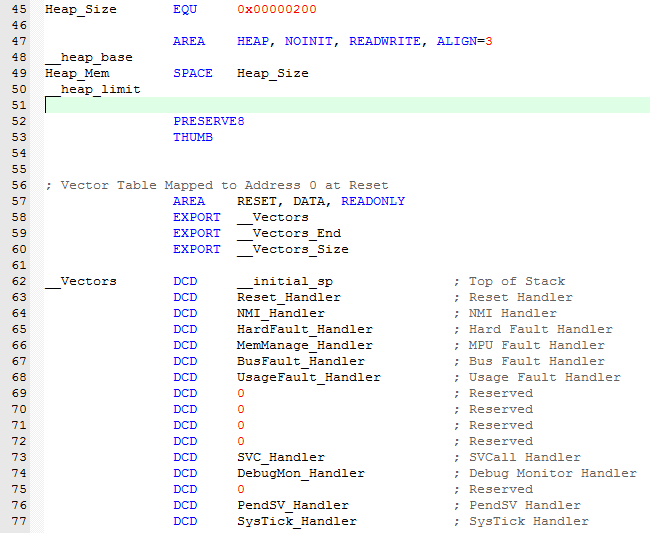 45 Heap_Size       EQU     0x00000200
46
47                 AREA    HEAP, NOINIT, READWRITE, ALIGN=3
48 __heap_base
49 Heap_Mem        SPACE   Heap_Size
50 __heap_limit
51
52                 PRESERVE8
53                 THUMB
54
55
56 ; Vector Table Mapped to Address 0 at Reset
57                 AREA    RESET, DATA, READONLY
58                 EXPORT  __Vectors
59                 EXPORT  __Vectors_End
60                 EXPORT  __Vectors_Size
61
62 __Vectors       DCD     __initial_sp               ; Top of Stack
63                 DCD     Reset_Handler              ; Reset Handler
64                 DCD     NMI_Handler                ; NMI Handler
65                 DCD     HardFault_Handler          ; Hard Fault Handler
66                 DCD     MemManage_Handler          ; MPU Fault Handler
67                 DCD     BusFault_Handler           ; Bus Fault Handler
68                 DCD     UsageFault_Handler         ; Usage Fault Handler
69                 DCD     0                          ; Reserved
70                 DCD     0                          ; Reserved
71                 DCD     0                          ; Reserved
72                 DCD     0                          ; Reserved
73                 DCD     SVC_Handler                ; SVCall Handler
74                 DCD     DebugMon_Handler           ; Debug Monitor Handler
75                 DCD     0                          ; Reserved
76                 DCD     PendSV_Handler             ; PendSV Handler
77                 DCD     SysTick_Handler            ; SysTick Handler